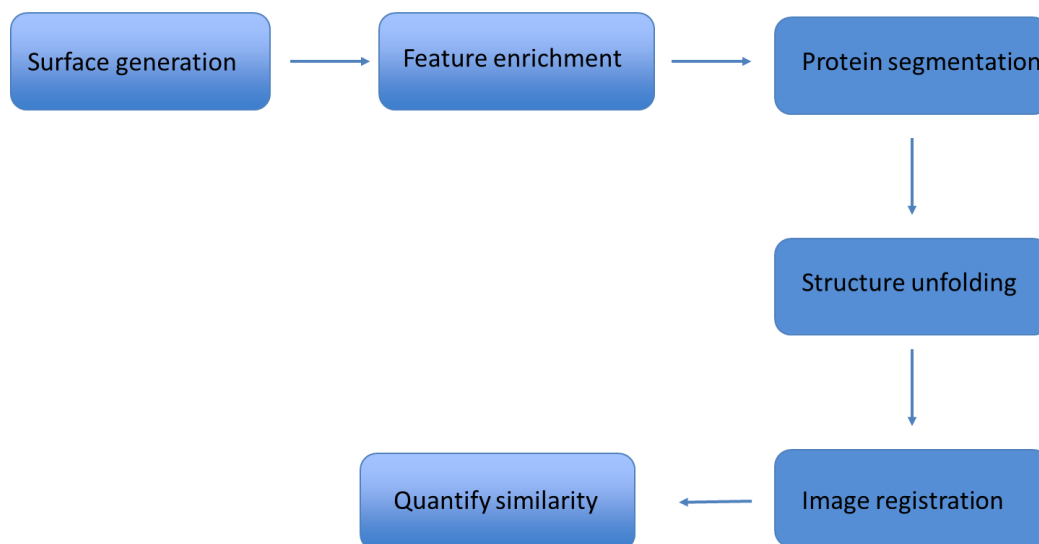 Surface generation
Feature enrichment
Protein segmentation
Structure unfolding
Image registration
Quantify similarity